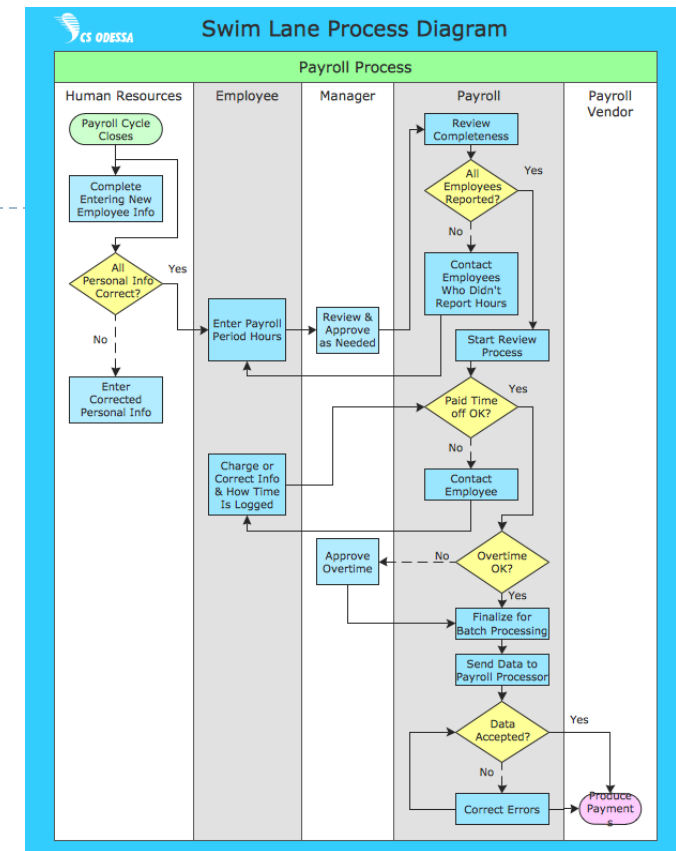 CS ODESSA
Swim Lane Process Diagram
Payroll Process
Human Resources
Employee
Manager
Payroll
Payroll
Vendor
Payroll Cycle
Closes
Complete
Entering New
Employee Info
All
Personal Info
Correct?
Yes
No
Enter
Corrected
Personal Info
Enter Payroll
Period Hours
Review &
Approve
as Needed
Review
Completeness
All
Employees
Reported?
Yes
No
Contact
Employees
Who Didn't
Report Hours
Start Review
Process
Paid Time
off OK?
Yes
No
Contact
Employee
Charge or
Correct Info
& How Time
Is Logged
Overtime
OK?
No
Approve
Overtime
Yes
Finalize for
Batch Processing
Send Data to
Payroll Processor
Data
Accepted?
Yes
No
Correct Errors
Produce
Payment
s